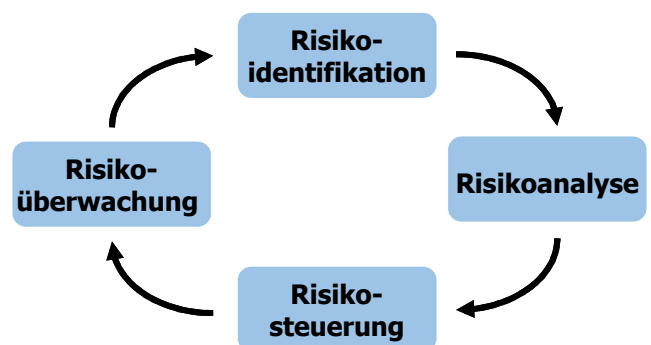 Risiko-
identifikation
Risikoanalyse
Risiko-
steuerung
Risiko-
überwachung